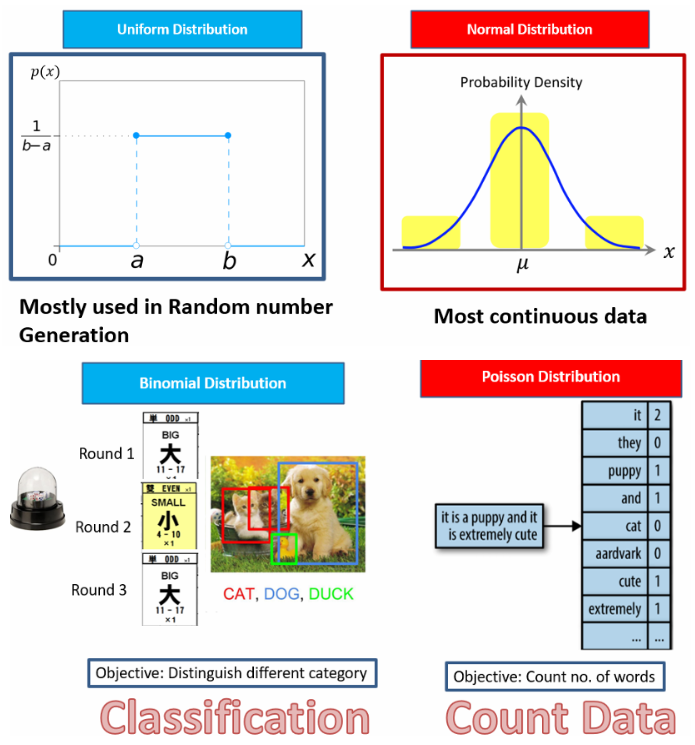 Uniform Distribution
p(x)
1
b−a
0
a
b
x
Mostly used in Random number
Generation
Normal Distribution
Probability Density
μ
x
Most continuous data
Binomial Distribution
Round 1
單 ODD ×1
BIG
大
11 - 17
Round 2
雙 EVEN ×1
SMALL
小
4 - 10
×1
Round 3
單 ODD ×1
BIG
大
11 - 17
×1
CAT, DOG, DUCK
Objective: Distinguish different category
Classification
Poisson Distribution
it is a puppy and it
is extremely cute
it 2
they 0
puppy 1
and 1
cat 0
aardvark 0
cute 1
extremely 1
... ...
Objective: Count no. of words
Count Data